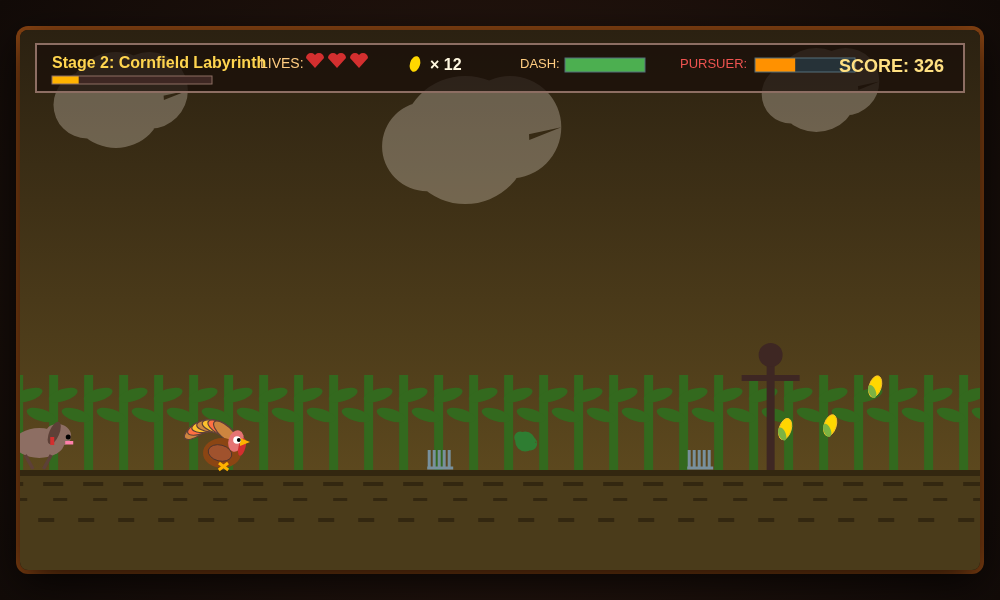 Stage 2: Cornfield Labyrinth
LIVES:
× 12
DASH:
PURSUER:
SCORE: 326